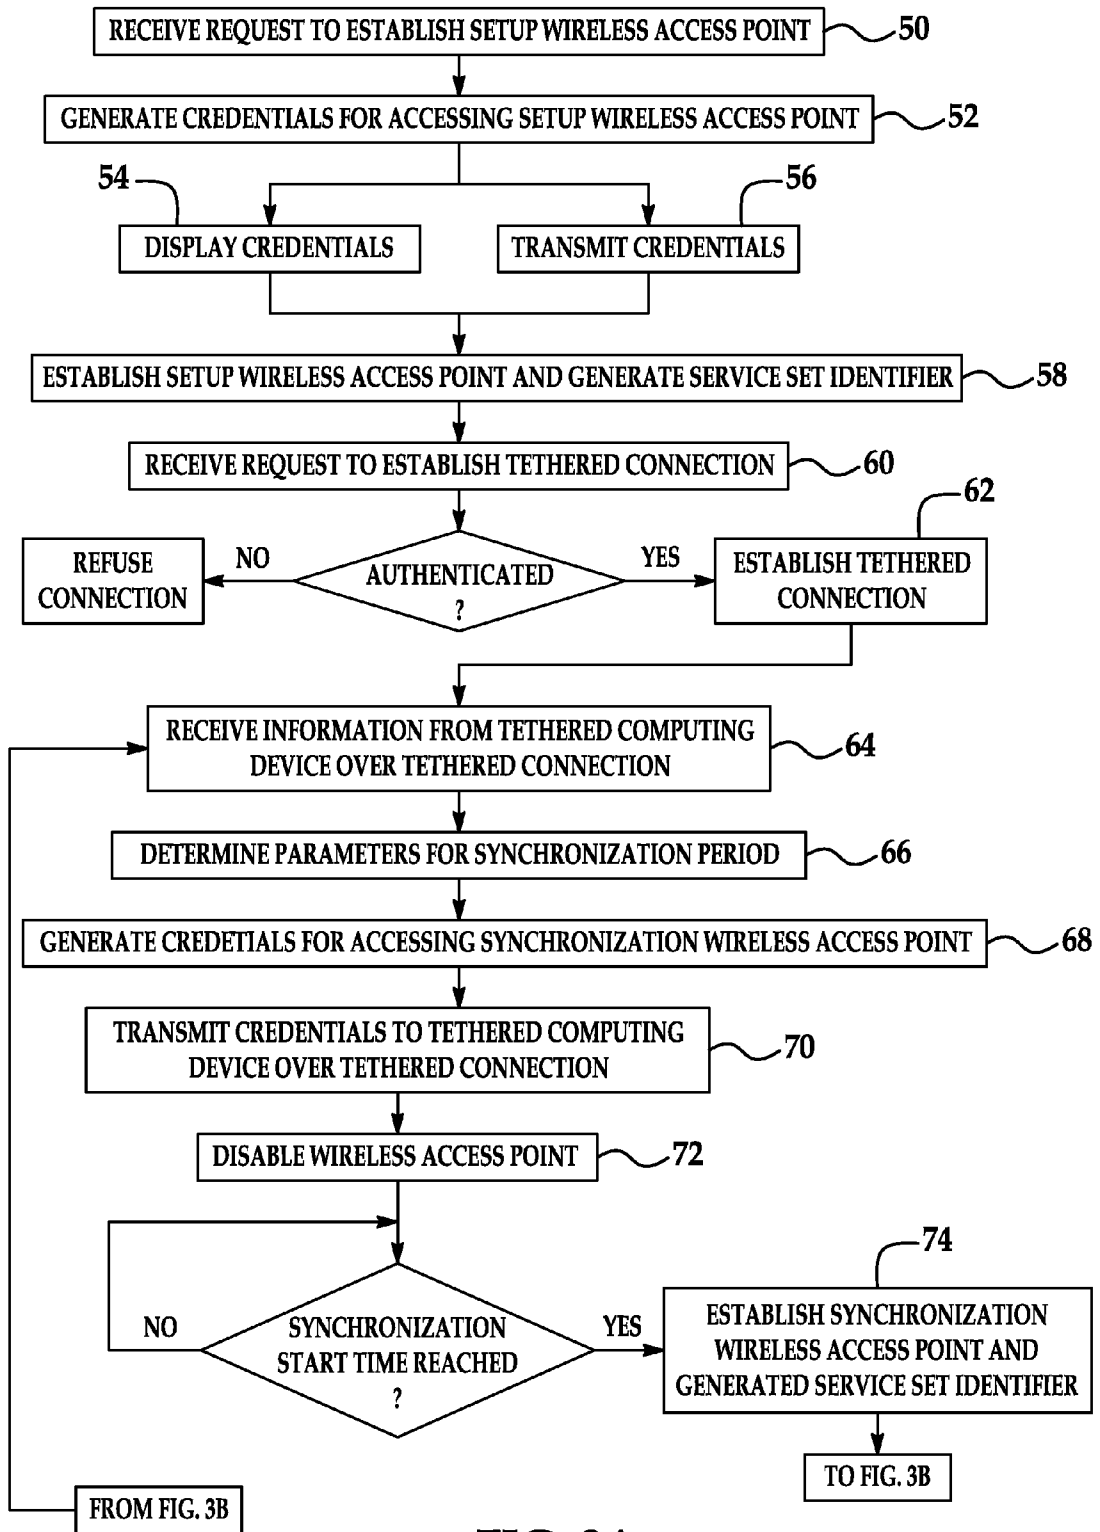 RECEIVE REQUEST TO ESTABLISH SETUP WIRELESS ACCESS POINT
50
GENERATE CREDENTIALS FOR ACCESSING SETUP WIRELESS ACCESS POINT
52
54
56
DISPLAY CREDENTIALS
TRANSMIT CREDENTIALS
ESTABLISH SETUP WIRELESS ACCESS POINT AND GENERATE SERVICE SET IDENTIFIER
58
RECEIVE REQUEST TO ESTABLISH TETHERED CONNECTION
60
62
REFUSE
CONNECTION
NO
AUTHENTICATED
?
YES
ESTABLISH TETHERED
CONNECTION
RECEIVE INFORMATION FROM TETHERED COMPUTING
DEVICE OVER TETHERED CONNECTION
64
DETERMINE PARAMETERS FOR SYNCHRONIZATION PERIOD
66
GENERATE CREDETIALS FOR ACCESSING SYNCHRONIZATION WIRELESS ACCESS POINT
68
TRANSMIT CREDENTIALS TO TETHERED COMPUTING
DEVICE OVER TETHERED CONNECTION
70
DISABLE WIRELESS ACCESS POINT
72
74
NO
SYNCHRONIZATION
START TIME REACHED
?
YES
ESTABLISH SYNCHRONIZATION
WIRELESS ACCESS POINT AND
GENERATED SERVICE SET IDENTIFIER
TO FIG. 3B
FROM FIG. 3B